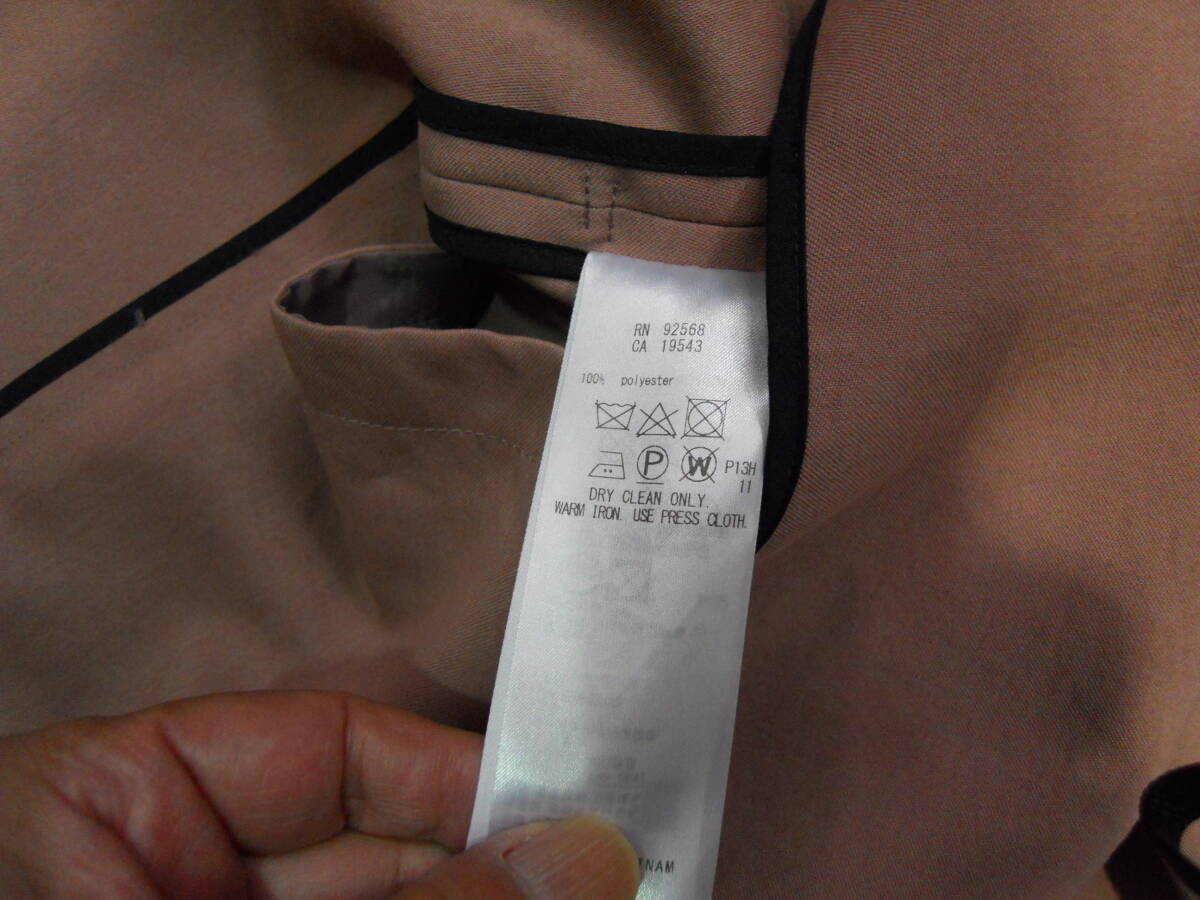 RN 92568
CA 19543
100% polyester
P W P13H
11
DRY CLEAN ONLY.
WARM IRON. USE PRESS CLOTH.